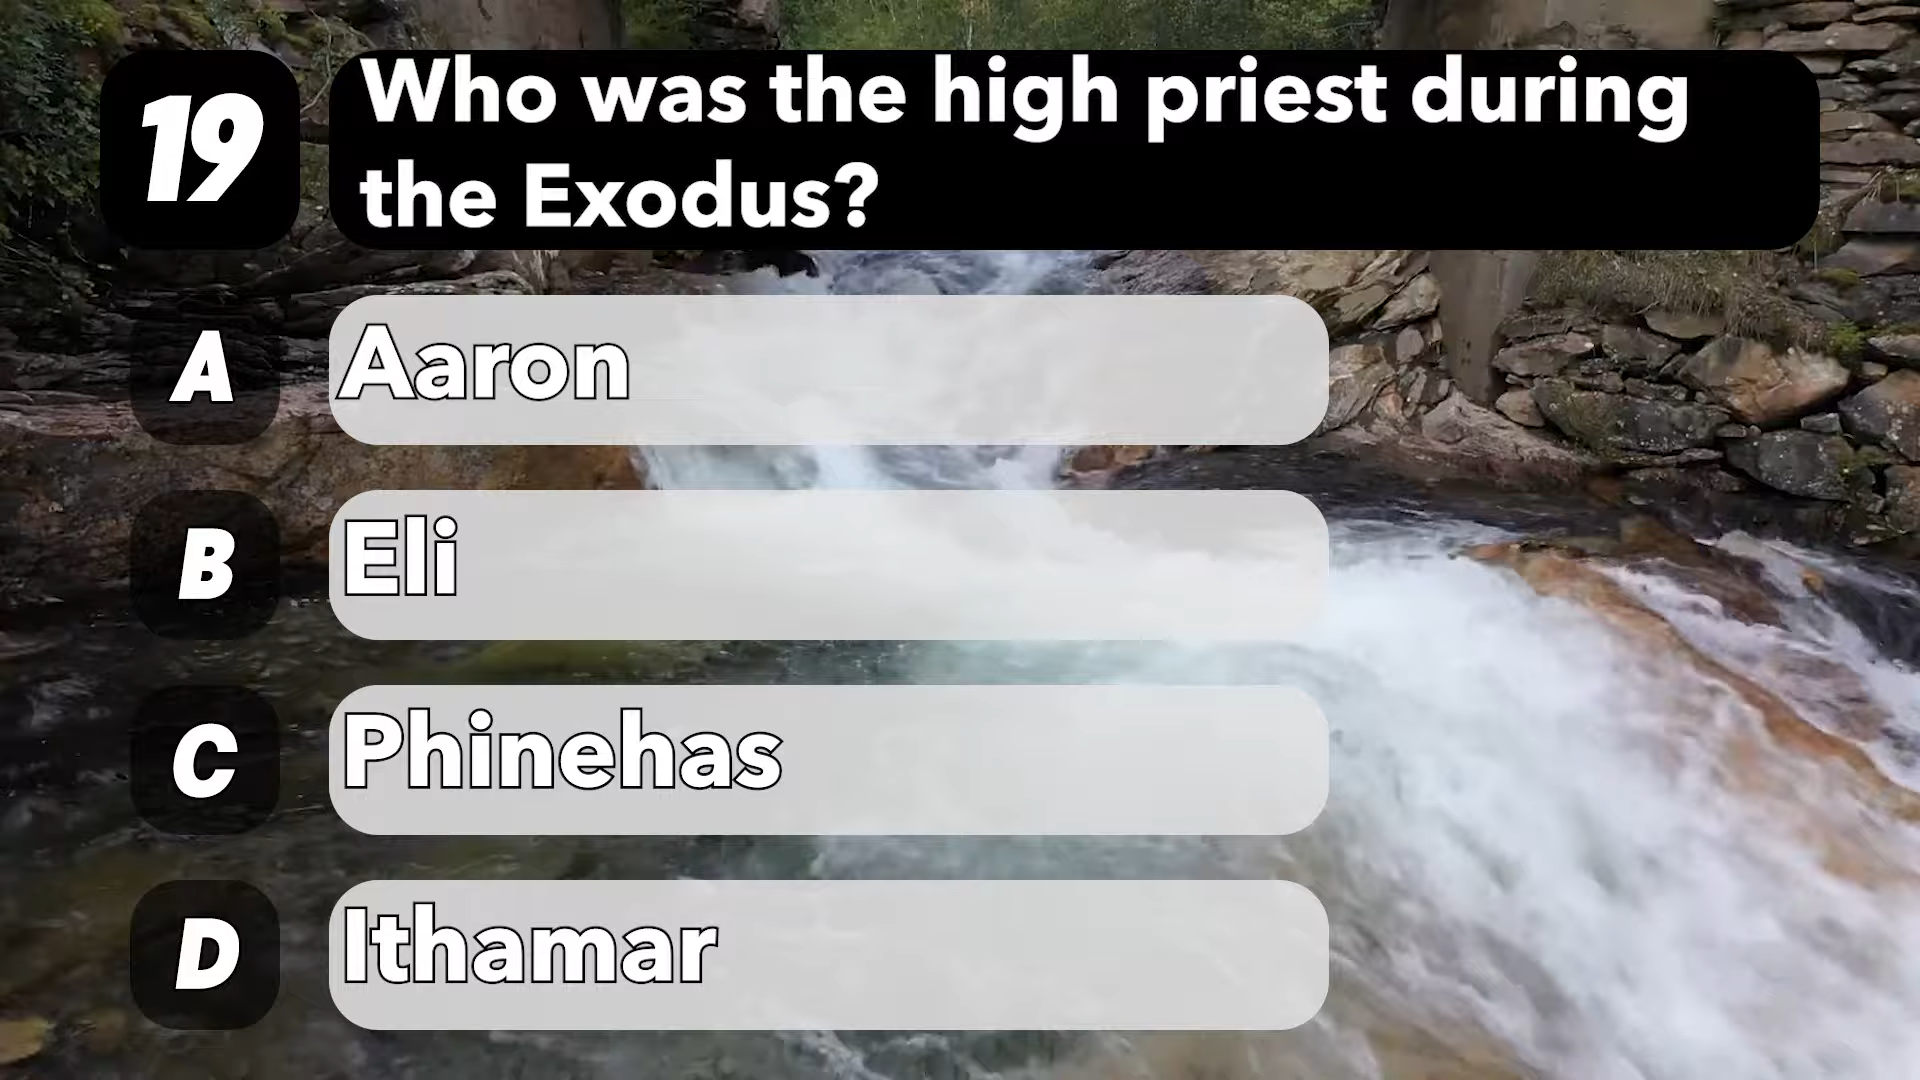 19
Who was the high priest during
the Exodus?
A
Aaron
B
Eli
C
Phinehas
D
Ithamar